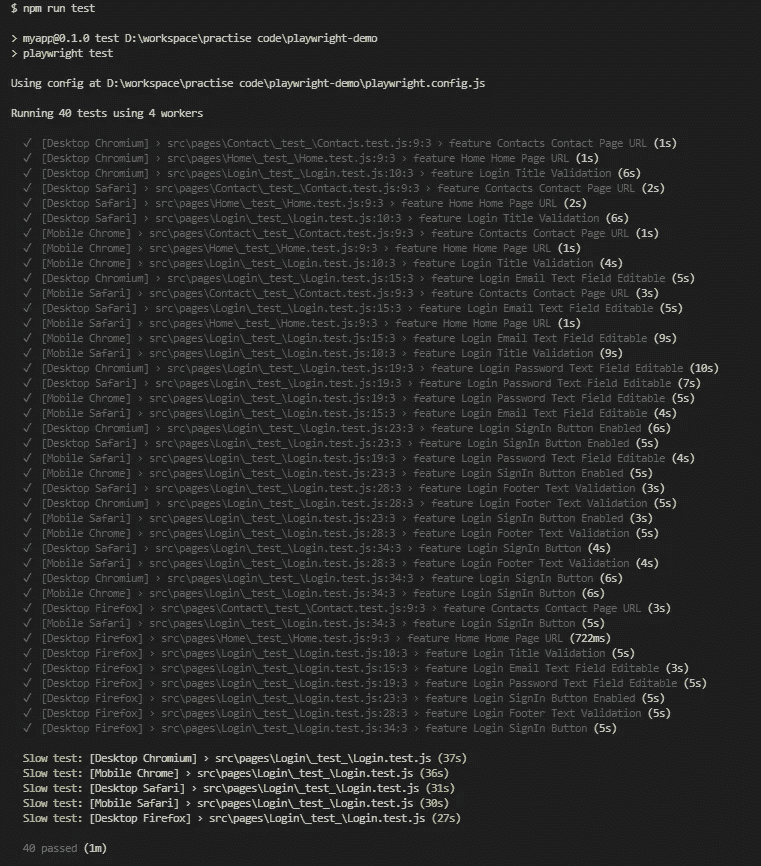 $ npm run test
> myapp@0.1.0 test D:\workspace\practise code\playwright-demo
> playwright test
Using config at D:\workspace\practise code\playwright-demo\playwright.config.js
Running 40 tests using 4 workers
✓ [Desktop Chromium] › src\pages\Contact\_test_\Contact.test.js:9:3 › feature Contacts Contact Page URL (1s)
✓ [Desktop Chromium] › src\pages\Home\_test_\Home.test.js:9:3 › feature Home Home Page URL (1s)
✓ [Desktop Chromium] › src\pages\Login\_test_\Login.test.js:10:3 › feature Login Title Validation (6s)
✓ [Desktop Safari] › src\pages\Contact\_test_\Contact.test.js:9:3 › feature Contacts Contact Page URL (2s)
✓ [Desktop Safari] › src\pages\Home\_test_\Home.test.js:9:3 › feature Home Home Page URL (2s)
✓ [Desktop Safari] › src\pages\Login\_test_\Login.test.js:10:3 › feature Login Title Validation (6s)
✓ [Mobile Chrome] › src\pages\Contact\_test_\Contact.test.js:9:3 › feature Contacts Contact Page URL (1s)
✓ [Mobile Chrome] › src\pages\Home\_test_\Home.test.js:9:3 › feature Home Home Page URL (1s)
✓ [Mobile Chrome] › src\pages\Login\_test_\Login.test.js:10:3 › feature Login Title Validation (4s)
✓ [Desktop Chromium] › src\pages\Login\_test_\Login.test.js:15:3 › feature Login Email Text Field Editable (5s)
✓ [Mobile Safari] › src\pages\Contact\_test_\Contact.test.js:9:3 › feature Contacts Contact Page URL (3s)
✓ [Desktop Safari] › src\pages\Login\_test_\Login.test.js:15:3 › feature Login Email Text Field Editable (5s)
✓ [Mobile Safari] › src\pages\Home\_test_\Home.test.js:9:3 › feature Home Home Page URL (1s)
✓ [Mobile Chrome] › src\pages\Login\_test_\Login.test.js:15:3 › feature Login Email Text Field Editable (9s)
✓ [Mobile Safari] › src\pages\Login\_test_\Login.test.js:10:3 › feature Login Title Validation (9s)
✓ [Desktop Chromium] › src\pages\Login\_test_\Login.test.js:19:3 › feature Login Password Text Field Editable (10s)
✓ [Desktop Safari] › src\pages\Login\_test_\Login.test.js:19:3 › feature Login Password Text Field Editable (7s)
✓ [Mobile Chrome] › src\pages\Login\_test_\Login.test.js:19:3 › feature Login Password Text Field Editable (5s)
✓ [Mobile Safari] › src\pages\Login\_test_\Login.test.js:15:3 › feature Login Email Text Field Editable (4s)
✓ [Desktop Chromium] › src\pages\Login\_test_\Login.test.js:23:3 › feature Login SignIn Button Enabled (6s)
✓ [Desktop Safari] › src\pages\Login\_test_\Login.test.js:23:3 › feature Login SignIn Button Enabled (5s)
✓ [Mobile Safari] › src\pages\Login\_test_\Login.test.js:19:3 › feature Login Password Text Field Editable (4s)
✓ [Mobile Chrome] › src\pages\Login\_test_\Login.test.js:23:3 › feature Login SignIn Button Enabled (5s)
✓ [Desktop Safari] › src\pages\Login\_test_\Login.test.js:28:3 › feature Login Footer Text Validation (3s)
✓ [Desktop Chromium] › src\pages\Login\_test_\Login.test.js:28:3 › feature Login Footer Text Validation (5s)
✓ [Mobile Safari] › src\pages\Login\_test_\Login.test.js:23:3 › feature Login SignIn Button Enabled (3s)
✓ [Mobile Chrome] › src\pages\Login\_test_\Login.test.js:28:3 › feature Login Footer Text Validation (5s)
✓ [Desktop Safari] › src\pages\Login\_test_\Login.test.js:34:3 › feature Login SignIn Button (4s)
✓ [Mobile Safari] › src\pages\Login\_test_\Login.test.js:28:3 › feature Login Footer Text Validation (4s)
✓ [Desktop Chromium] › src\pages\Login\_test_\Login.test.js:34:3 › feature Login SignIn Button (6s)
✓ [Mobile Chrome] › src\pages\Login\_test_\Login.test.js:34:3 › feature Login SignIn Button (6s)
✓ [Desktop Firefox] › src\pages\Contact\_test_\Contact.test.js:9:3 › feature Contacts Contact Page URL (3s)
✓ [Mobile Safari] › src\pages\Login\_test_\Login.test.js:34:3 › feature Login SignIn Button (5s)
✓ [Desktop Firefox] › src\pages\Home\_test_\Home.test.js:9:3 › feature Home Home Page URL (722ms)
✓ [Desktop Firefox] › src\pages\Login\_test_\Login.test.js:10:3 › feature Login Title Validation (5s)
✓ [Desktop Firefox] › src\pages\Login\_test_\Login.test.js:15:3 › feature Login Email Text Field Editable (3s)
✓ [Desktop Firefox] › src\pages\Login\_test_\Login.test.js:19:3 › feature Login Password Text Field Editable (5s)
✓ [Desktop Firefox] › src\pages\Login\_test_\Login.test.js:23:3 › feature Login SignIn Button Enabled (5s)
✓ [Desktop Firefox] › src\pages\Login\_test_\Login.test.js:28:3 › feature Login Footer Text Validation (5s)
✓ [Desktop Firefox] › src\pages\Login\_test_\Login.test.js:34:3 › feature Login SignIn Button (5s)
Slow test: [Desktop Chromium] › src\pages\Login\_test_\Login.test.js (37s)
Slow test: [Mobile Chrome] › src\pages\Login\_test_\Login.test.js (36s)
Slow test: [Desktop Safari] › src\pages\Login\_test_\Login.test.js (31s)
Slow test: [Mobile Safari] › src\pages\Login\_test_\Login.test.js (30s)
Slow test: [Desktop Firefox] › src\pages\Login\_test_\Login.test.js (27s)
40 passed (1m)